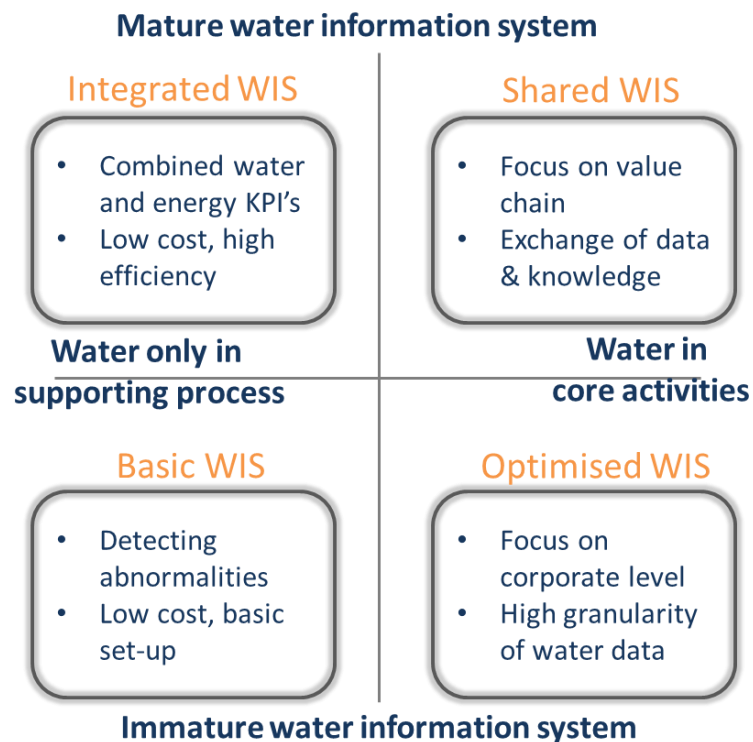 Mature water information system
Integrated WIS
• Combined water
and energy KPI's
• Low cost, high
efficiency
Shared WIS
• Focus on value
chain
• Exchange of data
& knowledge
Water only in
supporting process
Water in
core activities
Basic WIS
• Detecting
abnormalities
• Low cost, basic
set-up
Optimised WIS
• Focus on
corporate level
• High granularity
of water data
Immature water information system